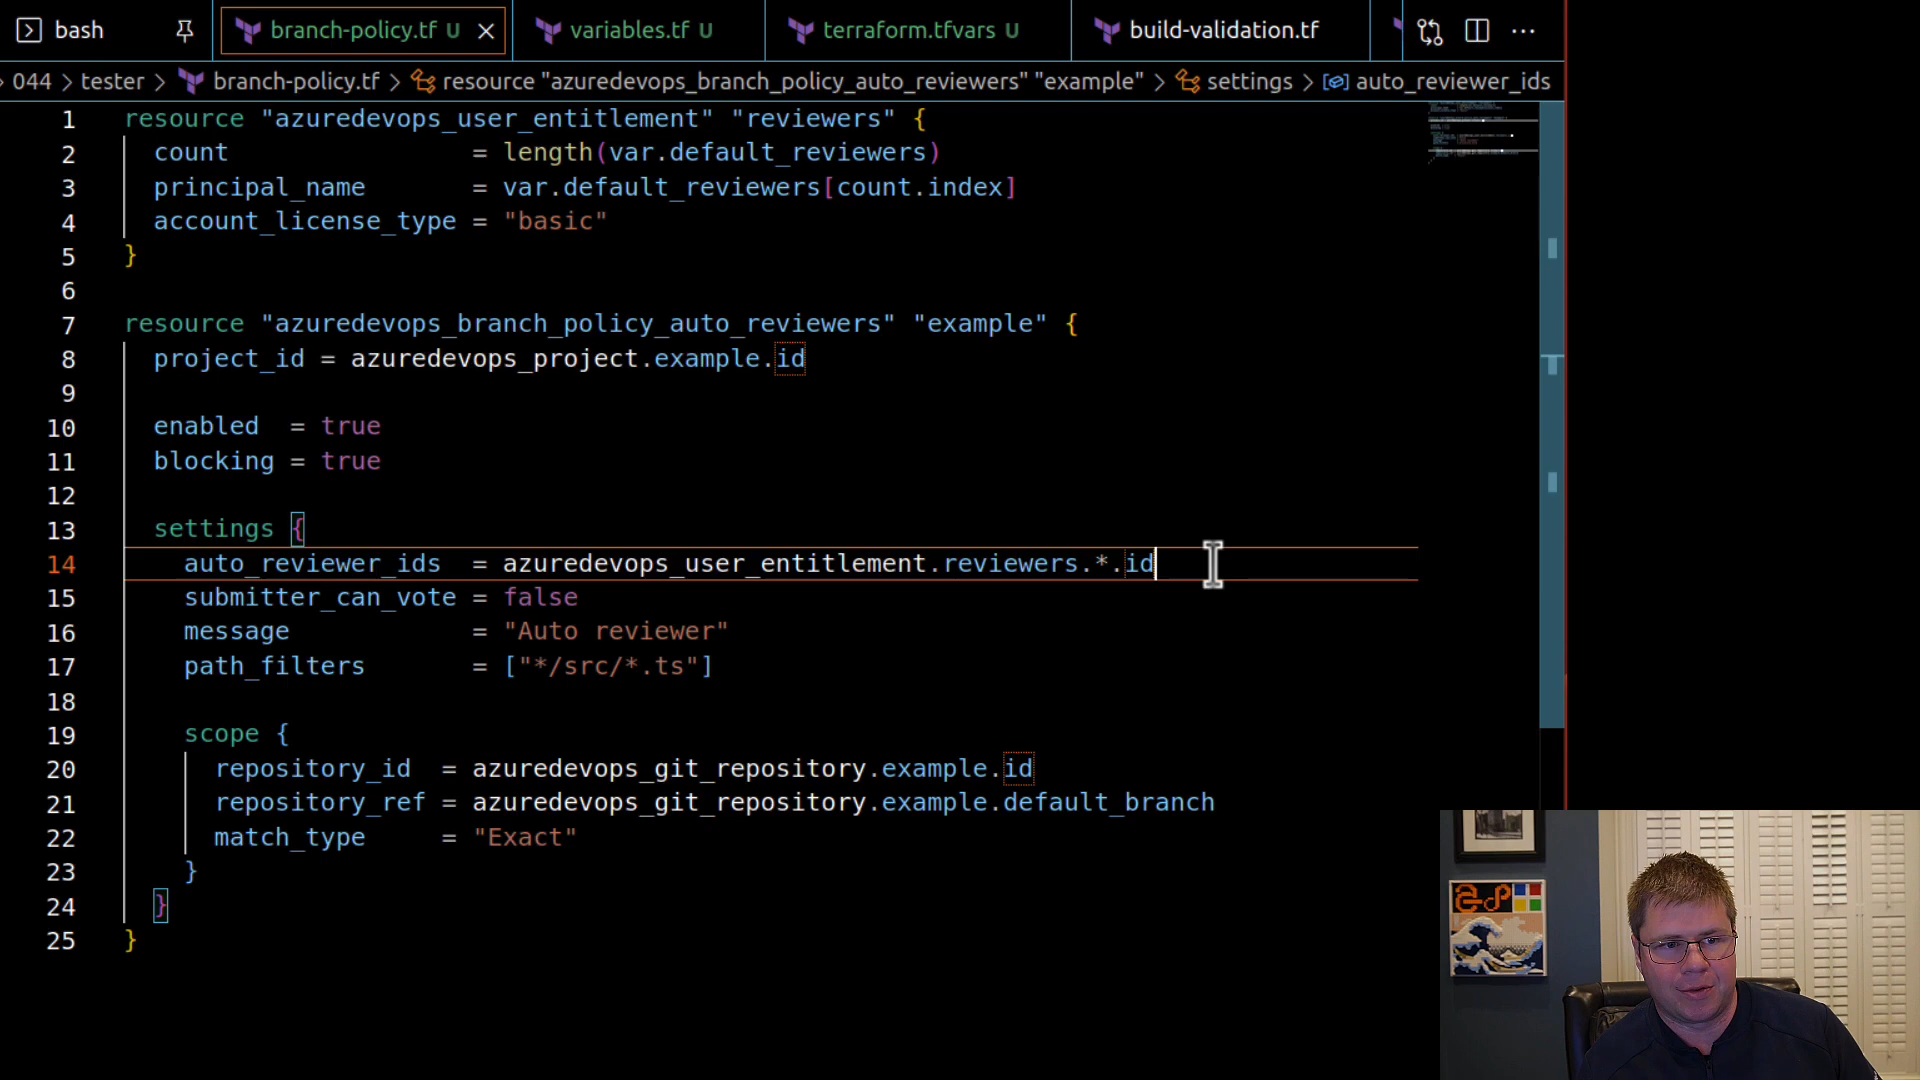 bash
branch-policy.tf U
variables.tf U
terraform.tfvars U
build-validation.tf
044 > tester > branch-policy.tf > resource "azuredevops_branch_policy_auto_reviewers" "example" > settings > auto_reviewer_ids
1 resource "azuredevops_user_entitlement" "reviewers" {
2 count = length(var.default_reviewers)
3 principal_name = var.default_reviewers[count.index]
4 account_license_type = "basic"
5 }
6
7 resource "azuredevops_branch_policy_auto_reviewers" "example" {
8 project_id = azuredevops_project.example.id
9
10 enabled = true
11 blocking = true
12
13 settings {
14 auto_reviewer_ids = azuredevops_user_entitlement.reviewers.*.id
15 submitter_can_vote = false
16 message = "Auto reviewer"
17 path_filters = ["*/src/*.ts"]
18
19 scope {
20 repository_id = azuredevops_git_repository.example.id
21 repository_ref = azuredevops_git_repository.example.default_branch
22 match_type = "Exact"
23 }
24 }
25 }